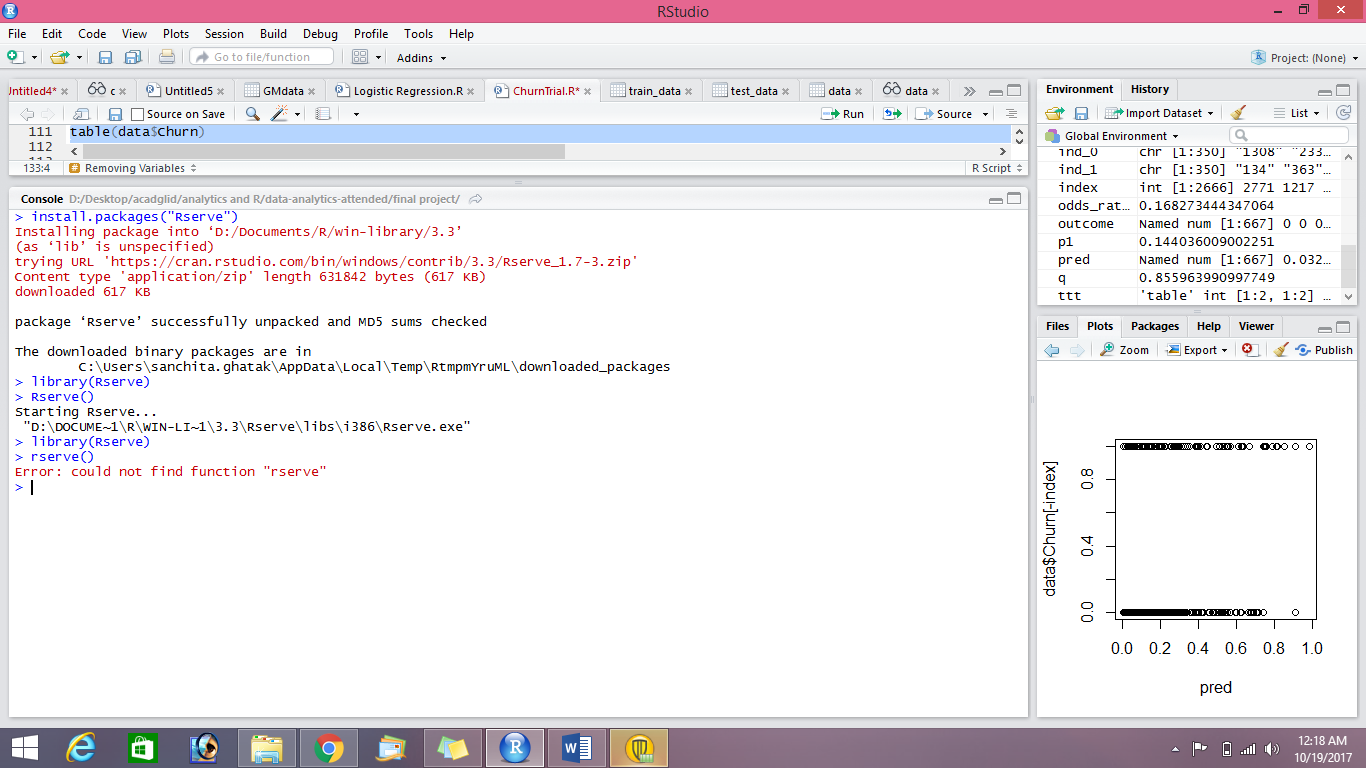 RStudio
File Edit Code View Plots Session Build Debug Profile Tools Help
Go to file/function Addins Project: (None)
Untitled4* c Untitled5 GMdata Logistic Regression.R ChurnTrial.R* train_data test_data data data
Source on Save Run Source
111 table(data$Churn)
112
133:4 Removing Variables R Script
Console D:/Desktop/acadglid/analytics and R/data-analytics-attended/final project/
> install.packages("Rserve")
Installing package into ‘D:/Documents/R/win-library/3.3’
(as ‘lib’ is unspecified)
trying URL 'https://cran.rstudio.com/bin/windows/contrib/3.3/Rserve_1.7-3.zip'
Content type 'application/zip' length 631842 bytes (617 KB)
downloaded 617 KB
package ‘Rserve’ successfully unpacked and MD5 sums checked
The downloaded binary packages are in
C:\Users\sanchita.ghatak\AppData\Local\Temp\RtmpmYruML\downloaded_packages
> library(Rserve)
> Rserve()
Starting Rserve...
"D:\DOCUME~1\R\WIN-LI~1\3.3\Rserve\libs\i386\Rserve.exe"
> library(Rserve)
> rserve()
Error: could not find function "rserve"
>
Environment History
Import Dataset List
Global Environment
ind_0 chr [1:350] "1308" "233…
ind_1 chr [1:350] "134" "363"…
index int [1:2666] 2771 1217 …
odds_rat… 0.168273444347064
outcome Named num [1:667] 0 0 0…
p1 0.144036009002251
pred Named num [1:667] 0.032…
q 0.855963990997749
ttt 'table' int [1:2, 1:2] …
Files Plots Packages Help Viewer
Zoom Export Publish
data$Churn[-index]
0.8
0.4
0.0
0.0 0.2 0.4 0.6 0.8 1.0
pred
12:18 AM
10/19/2017